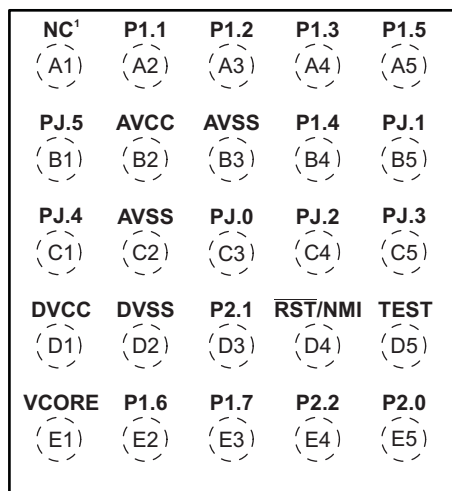 NC¹ P1.1 P1.2 P1.3 P1.5
A1 A2 A3 A4 A5
PJ.5 AVCC AVSS P1.4 PJ.1
B1 B2 B3 B4 B5
PJ.4 AVSS PJ.0 PJ.2 PJ.3
C1 C2 C3 C4 C5
DVCC DVSS P2.1 R̅S̅T̅/NMI TEST
D1 D2 D3 D4 D5
VCORE P1.6 P1.7 P2.2 P2.0
E1 E2 E3 E4 E5